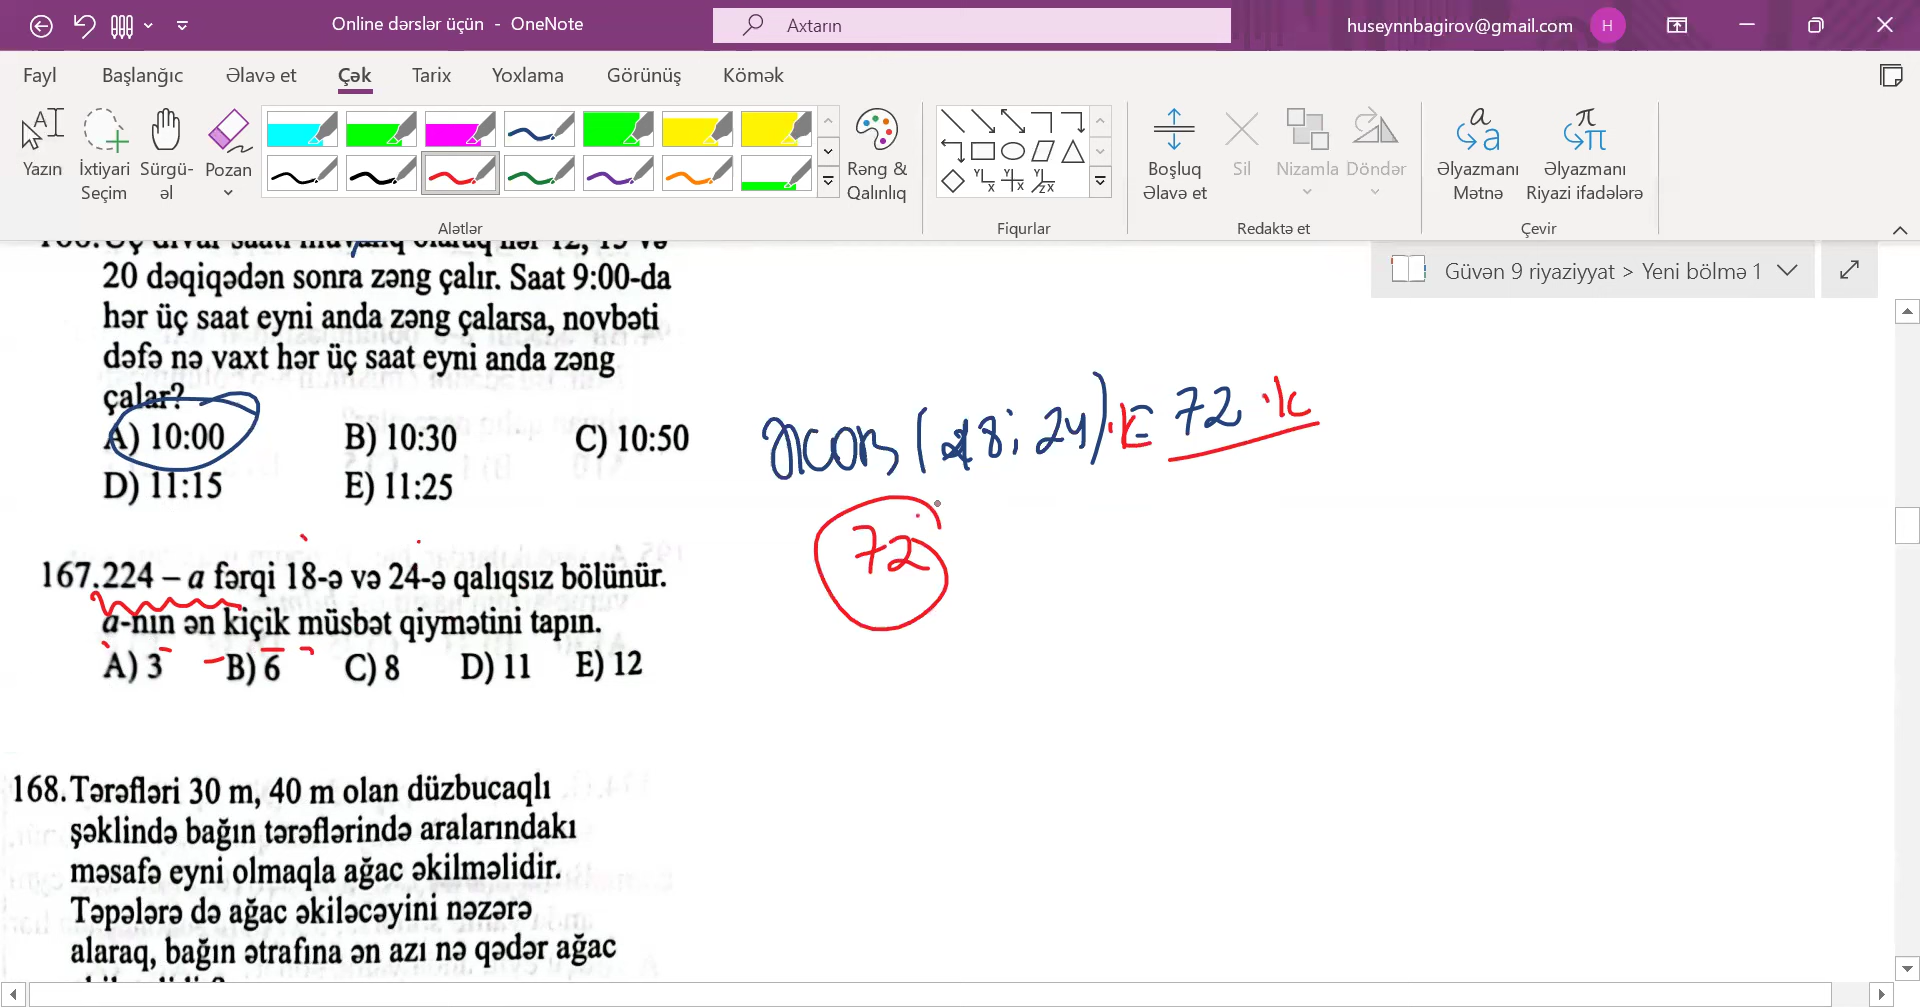 Online dərslər üçün - OneNote
Axtarın
huseynnbagirov@gmail.com
H
Fayl
Başlanğıc
Əlavə et
Çək
Tarix
Yoxlama
Görünüş
Kömək
Yazın
İxtiyari Seçim
Sürgü-əl
Pozan
Rəng & Qalınlıq
Boşluq Əlavə et
Sil
Nizamla
Döndər
Əlyazmanı Mətnə
Əlyazmanı Riyazi ifadələrə
Alətlər
Fiqurlar
Redaktə et
Çevir
Güvən 9 riyaziyyat > Yeni bölmə 1
20 dəqiqədən sonra zəng çalır. Saat 9:00-da
hər üç saat eyni anda zəng çalarsa, novbəti
dəfə nə vaxt hər üç saat eyni anda zəng
çalar?
A) 10:00 B) 10:30 C) 10:50
D) 11:15 E) 11:25
ƏKOB (18; 24) ·k = 72 ·k
72
167. 224 – a fərqi 18-ə və 24-ə qalıqsız bölünür.
a-nın ən kiçik müsbət qiymətini tapın.
A) 3 B) 6 C) 8 D) 11 E) 12
168. Tərəfləri 30 m, 40 m olan düzbucaqlı
şəklində bağın tərəflərində aralarındakı
məsafə eyni olmaqla ağac əkilməlidir.
Təpələrə də ağac əkiləcəyini nəzərə
alaraq, bağın ətrafına ən azı nə qədər ağac